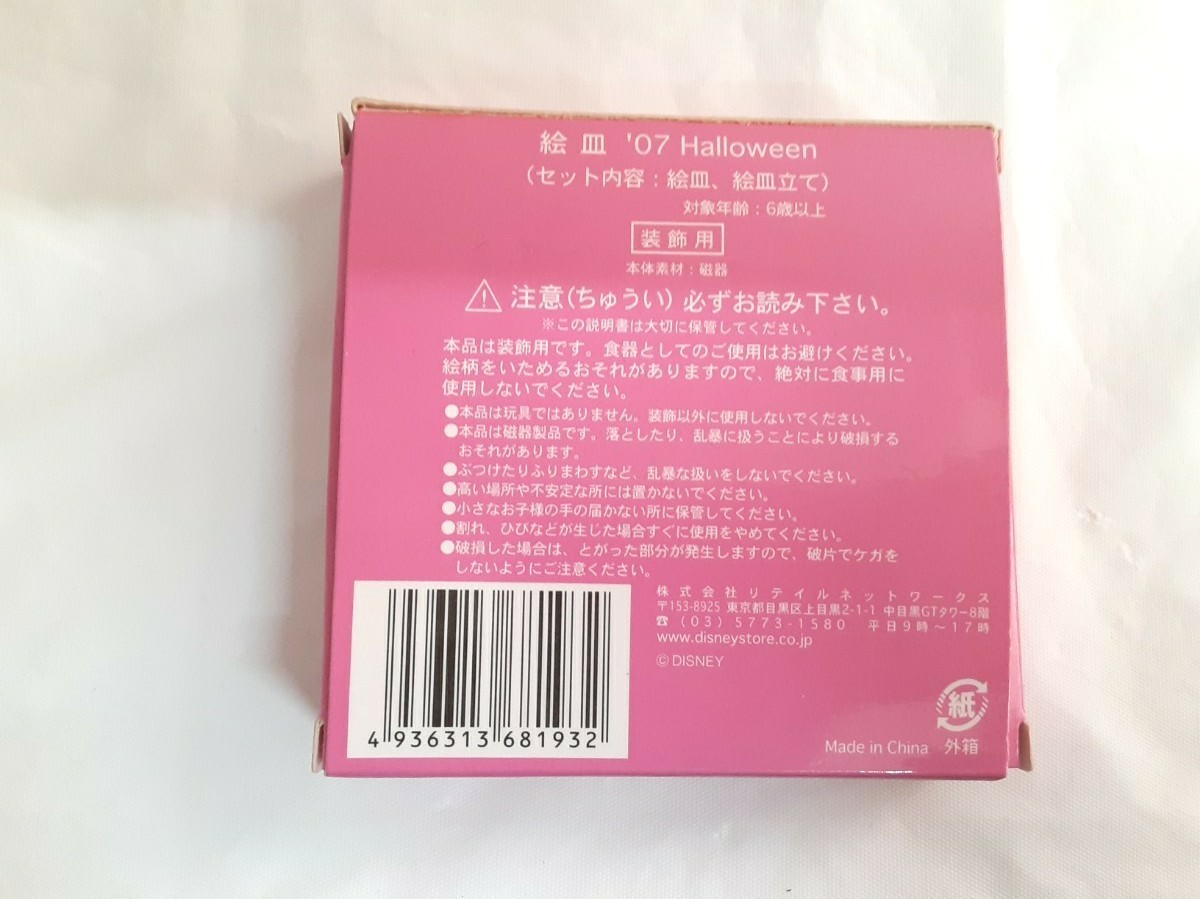 絵皿 '07 Halloween
(セット内容:絵皿、絵皿立て)
対象年齢:6歳以上
装飾用
本体素材:磁器
注意(ちゅうい) 必ずお読み下さい。
※この説明書は大切に保管してください。
本品は装飾用です。食器としてのご使用はお避けください。
絵柄をいためるおそれがありますので、絶対に食事用に
使用しないでください。
●本品は玩具ではありません。装飾以外に使用しないでください。
●本品は磁器製品です。落としたり、乱暴に扱うことにより破損する
おそれがあります。
●ぶつけたりふりまわすなど、乱暴な扱いをしないでください。
●高い場所や不安定な所には置かないでください。
●小さなお子様の手の届かない所に保管してください。
●割れ、ひびなどが生じた場合すぐに使用をやめてください。
●破損した場合は、とがった部分が発生しますので、破片でケガを
しないようにご注意ください。
株式会社リテイルネットワークス
〒153-8925 東京都目黒区上目黒2-1-1 中目黒GTタワー8階
☎(03)5773-1580 平日9時~17時
www.disneystore.co.jp
© DISNEY
4 936313 681932
紙
Made in China 外箱